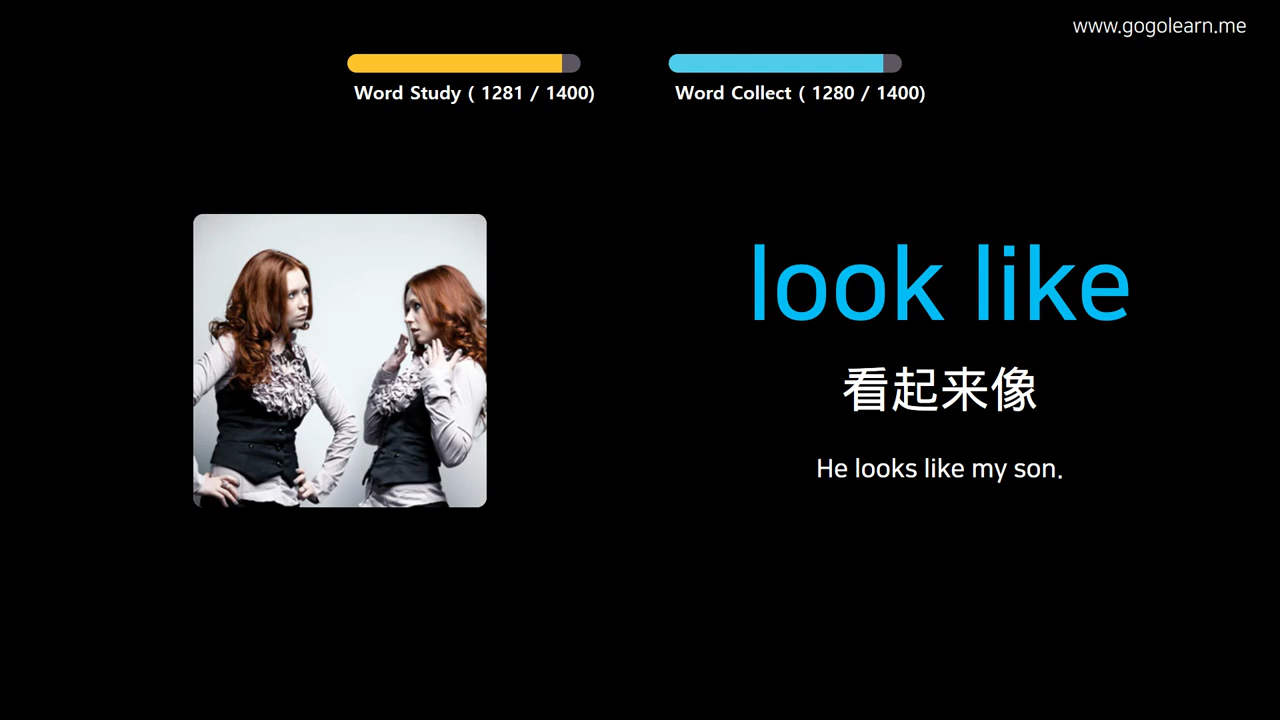 www.gogolearn.me
Word Study ( 1281 / 1400)
Word Collect ( 1280 / 1400)
look like
看起来像
He looks like my son.